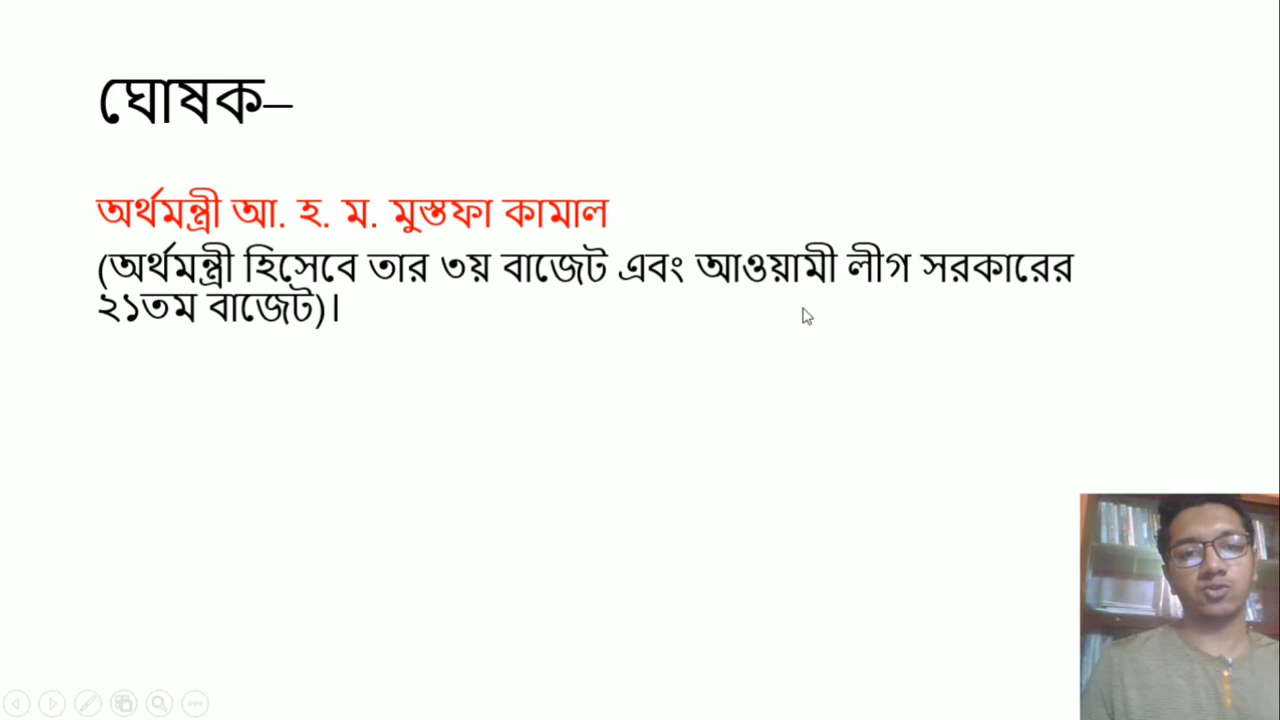 ঘোষক–
অর্থমন্ত্রী আ. হ. ম. মুস্তফা কামাল
(অর্থমন্ত্রী হিসেবে তার ৩য় বাজেট এবং আওয়ামী লীগ সরকারের
২১তম বাজেট)।